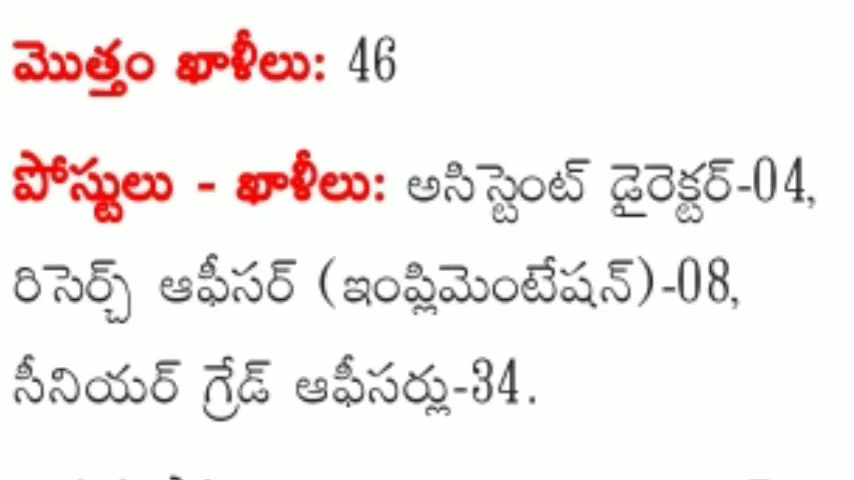 మొత్తం ఖాళీలు: 46
పోస్టులు - ఖాళీలు: అసిస్టెంట్ డైరెక్టర్-04,
రిసెర్చ్ ఆఫీసర్ (ఇంప్లిమెంటేషన్)-08,
సీనియర్ గ్రేడ్ ఆఫీసర్లు-34.